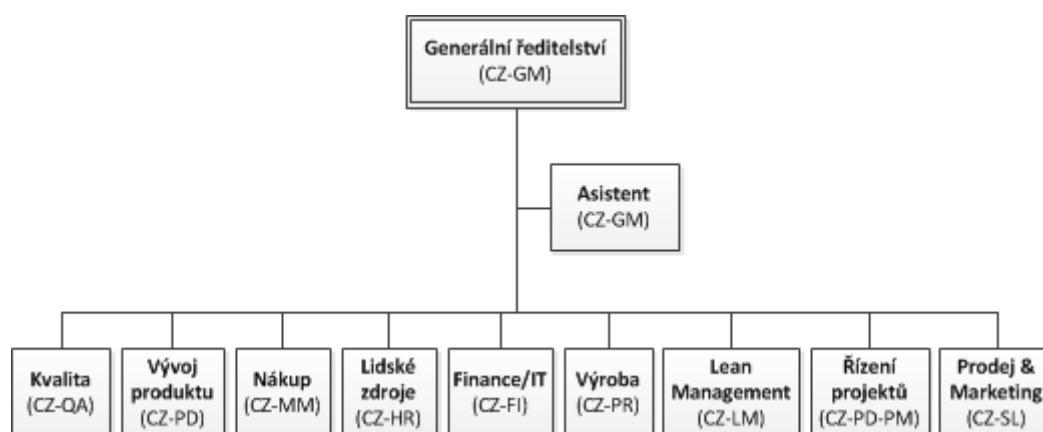 Generální ředitelství
(CZ-GM)
Asistent
(CZ-GM)
Kvalita
(CZ-QA)
Vývoj
produktu
(CZ-PD)
Nákup
(CZ-MM)
Lidské
zdroje
(CZ-HR)
Finance/IT
(CZ-FI)
Výroba
(CZ-PR)
Lean
Management
(CZ-LM)
Řízení
projektů
(CZ-PD-PM)
Prodej &
Marketing
(CZ-SL)